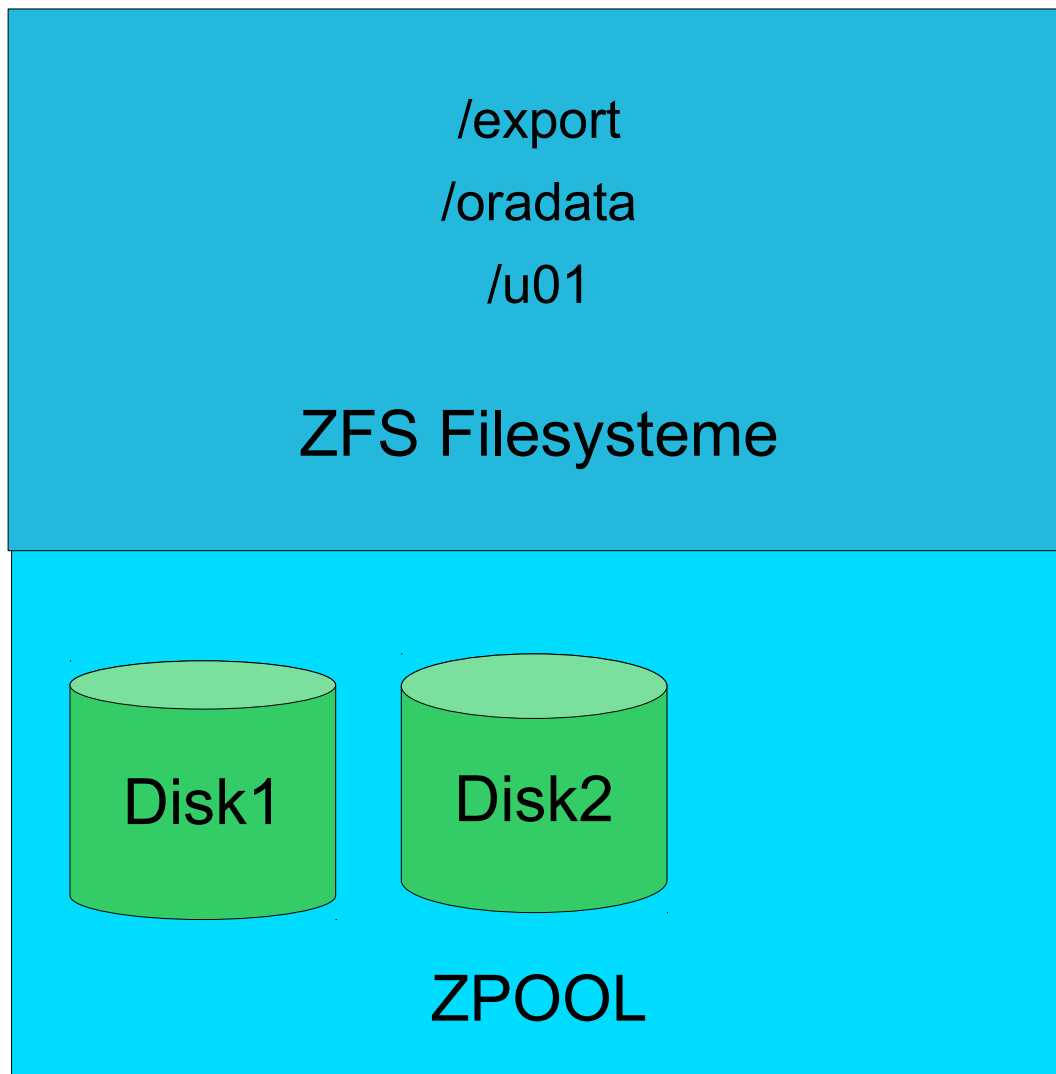 /export
/oradata
/u01
ZFS Filesysteme
Disk1
Disk2
ZPOOL